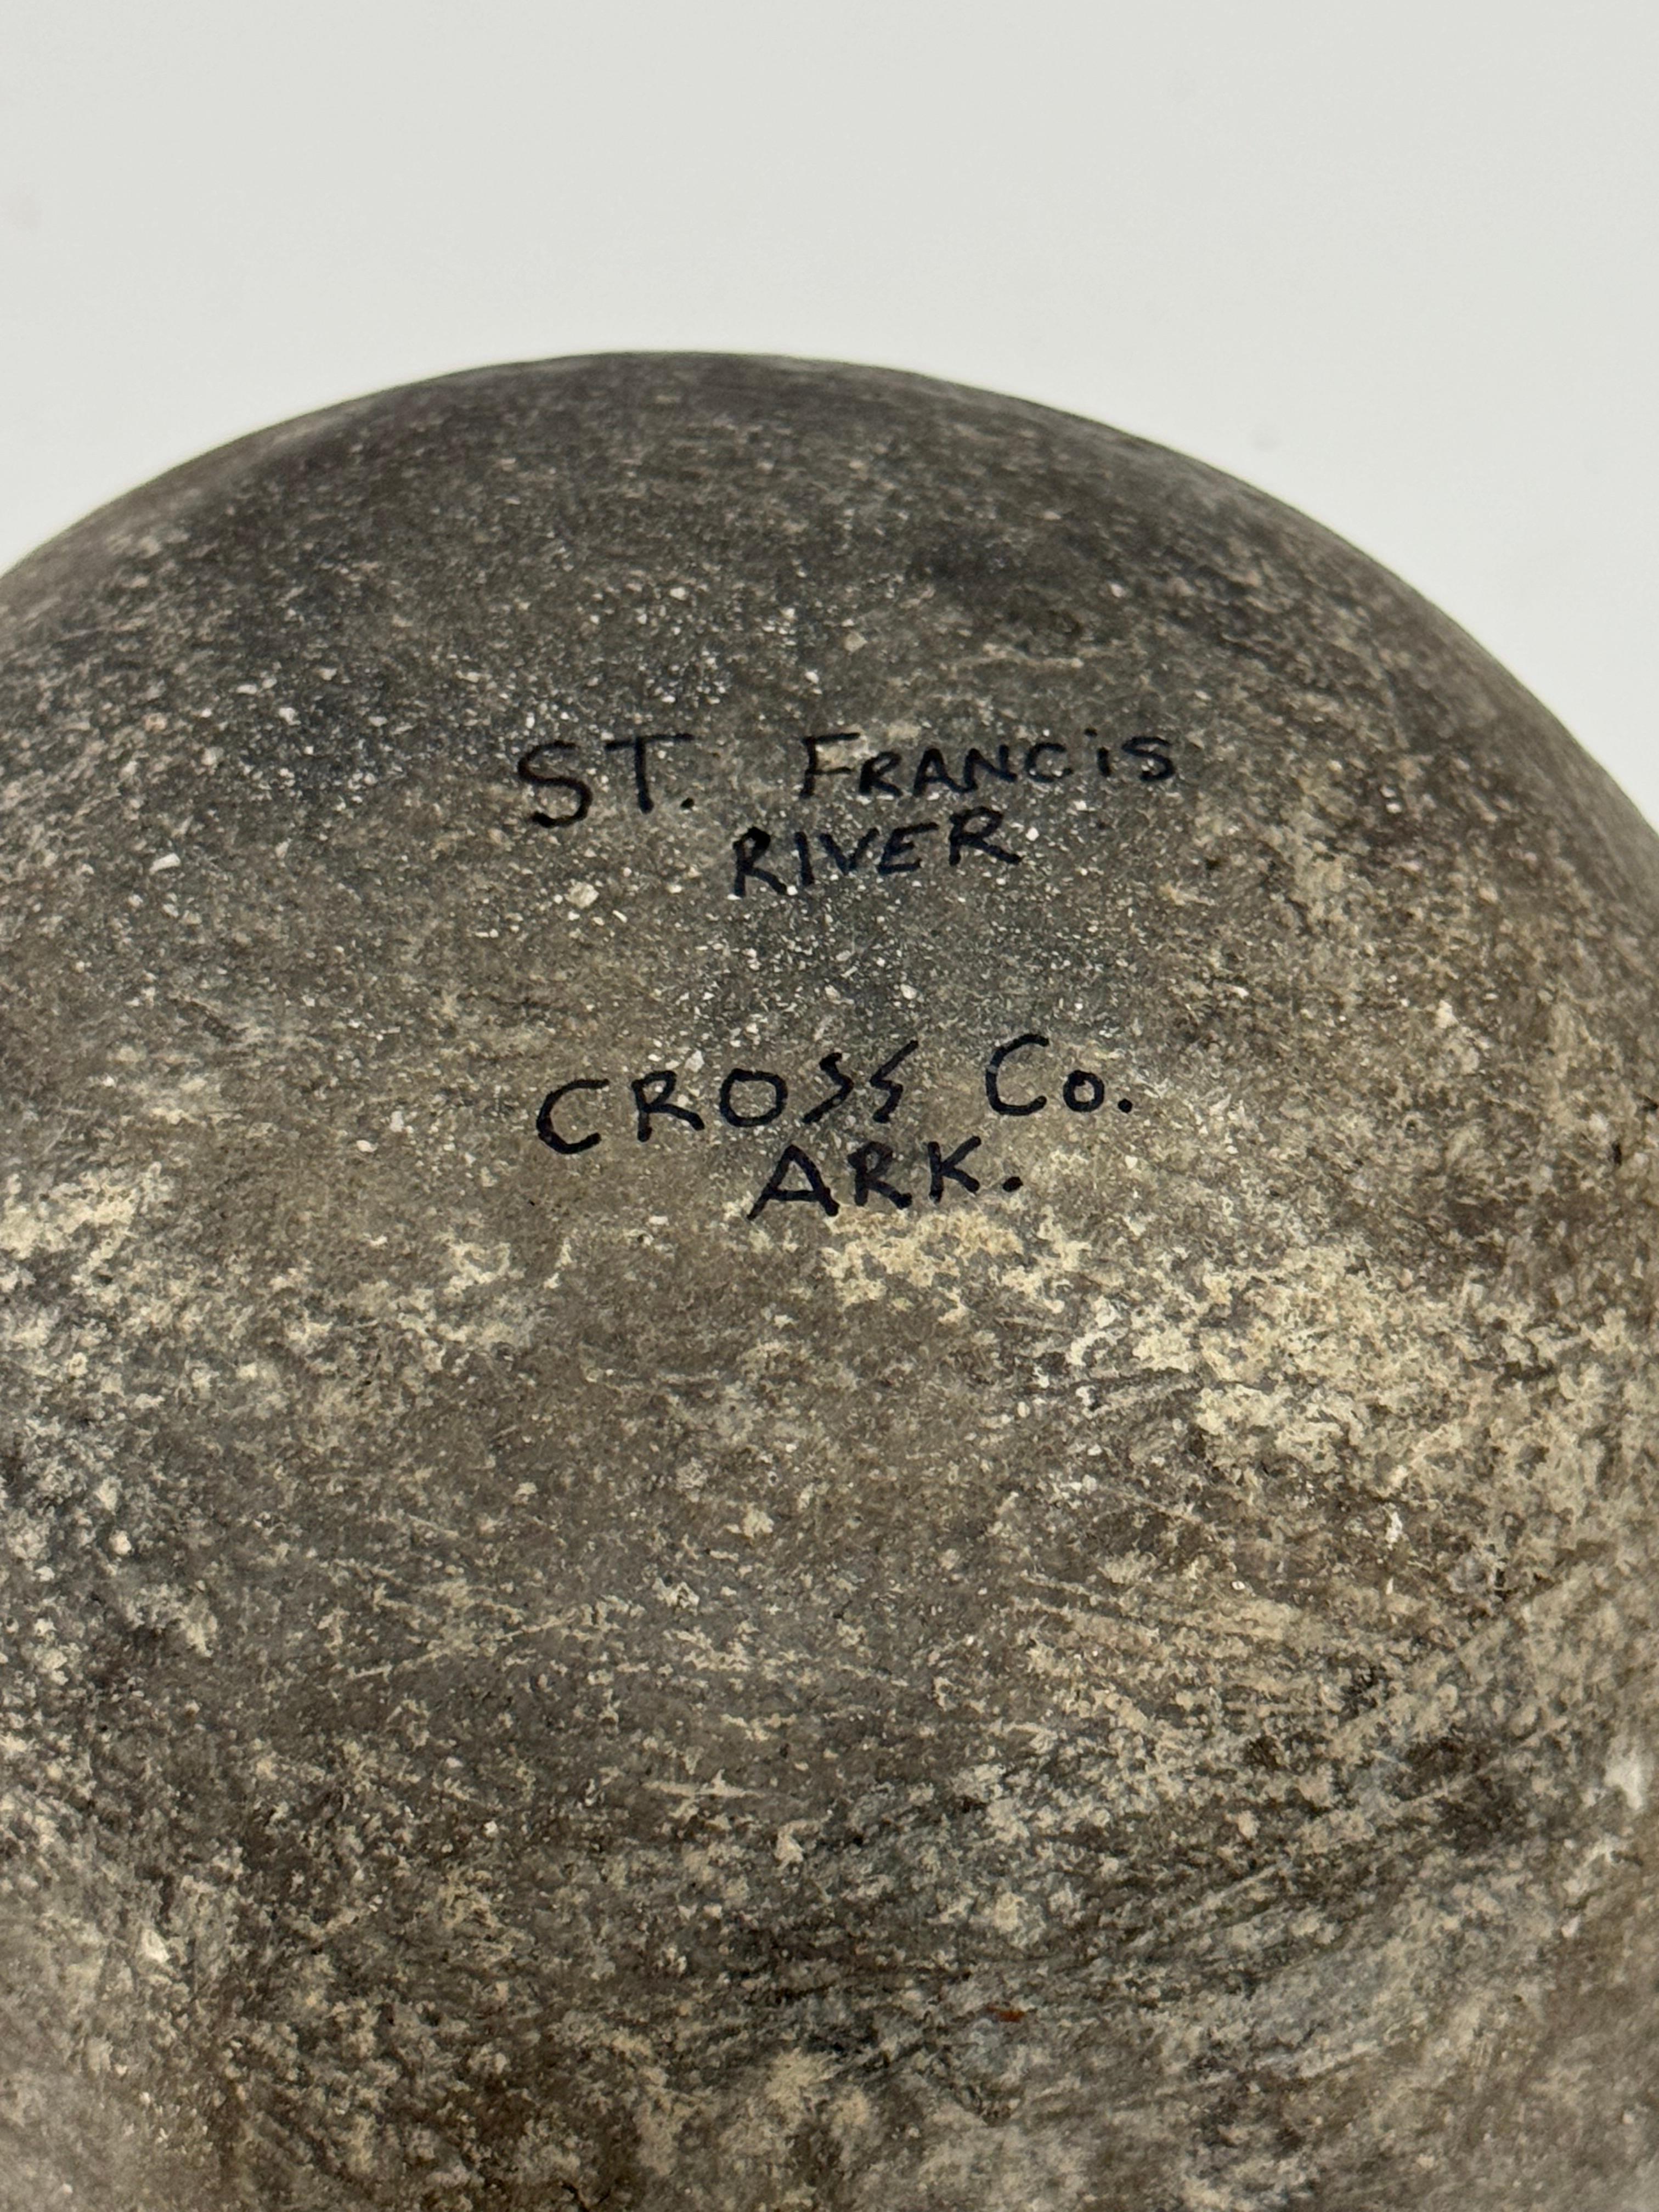 ST. FRANCiS
RIVER
CROSS Co.
ARK.